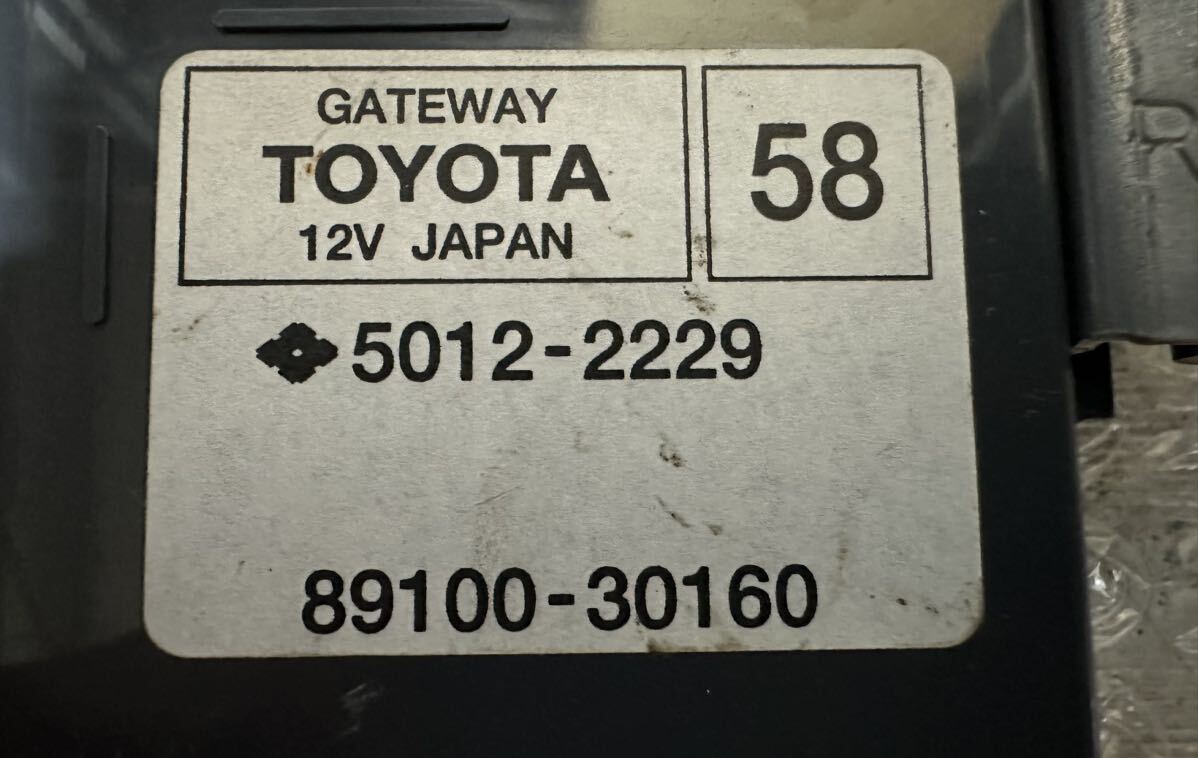 GATEWAY
TOYOTA
12V JAPAN
58
5012-2229
89100-30160
R